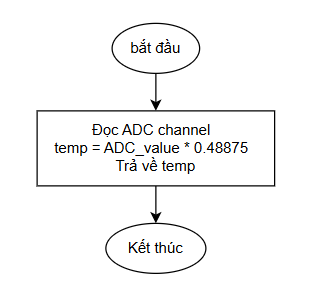 bắt đầu
Đọc ADC channel
temp = ADC_value * 0.48875
Trả về temp
Kết thúc